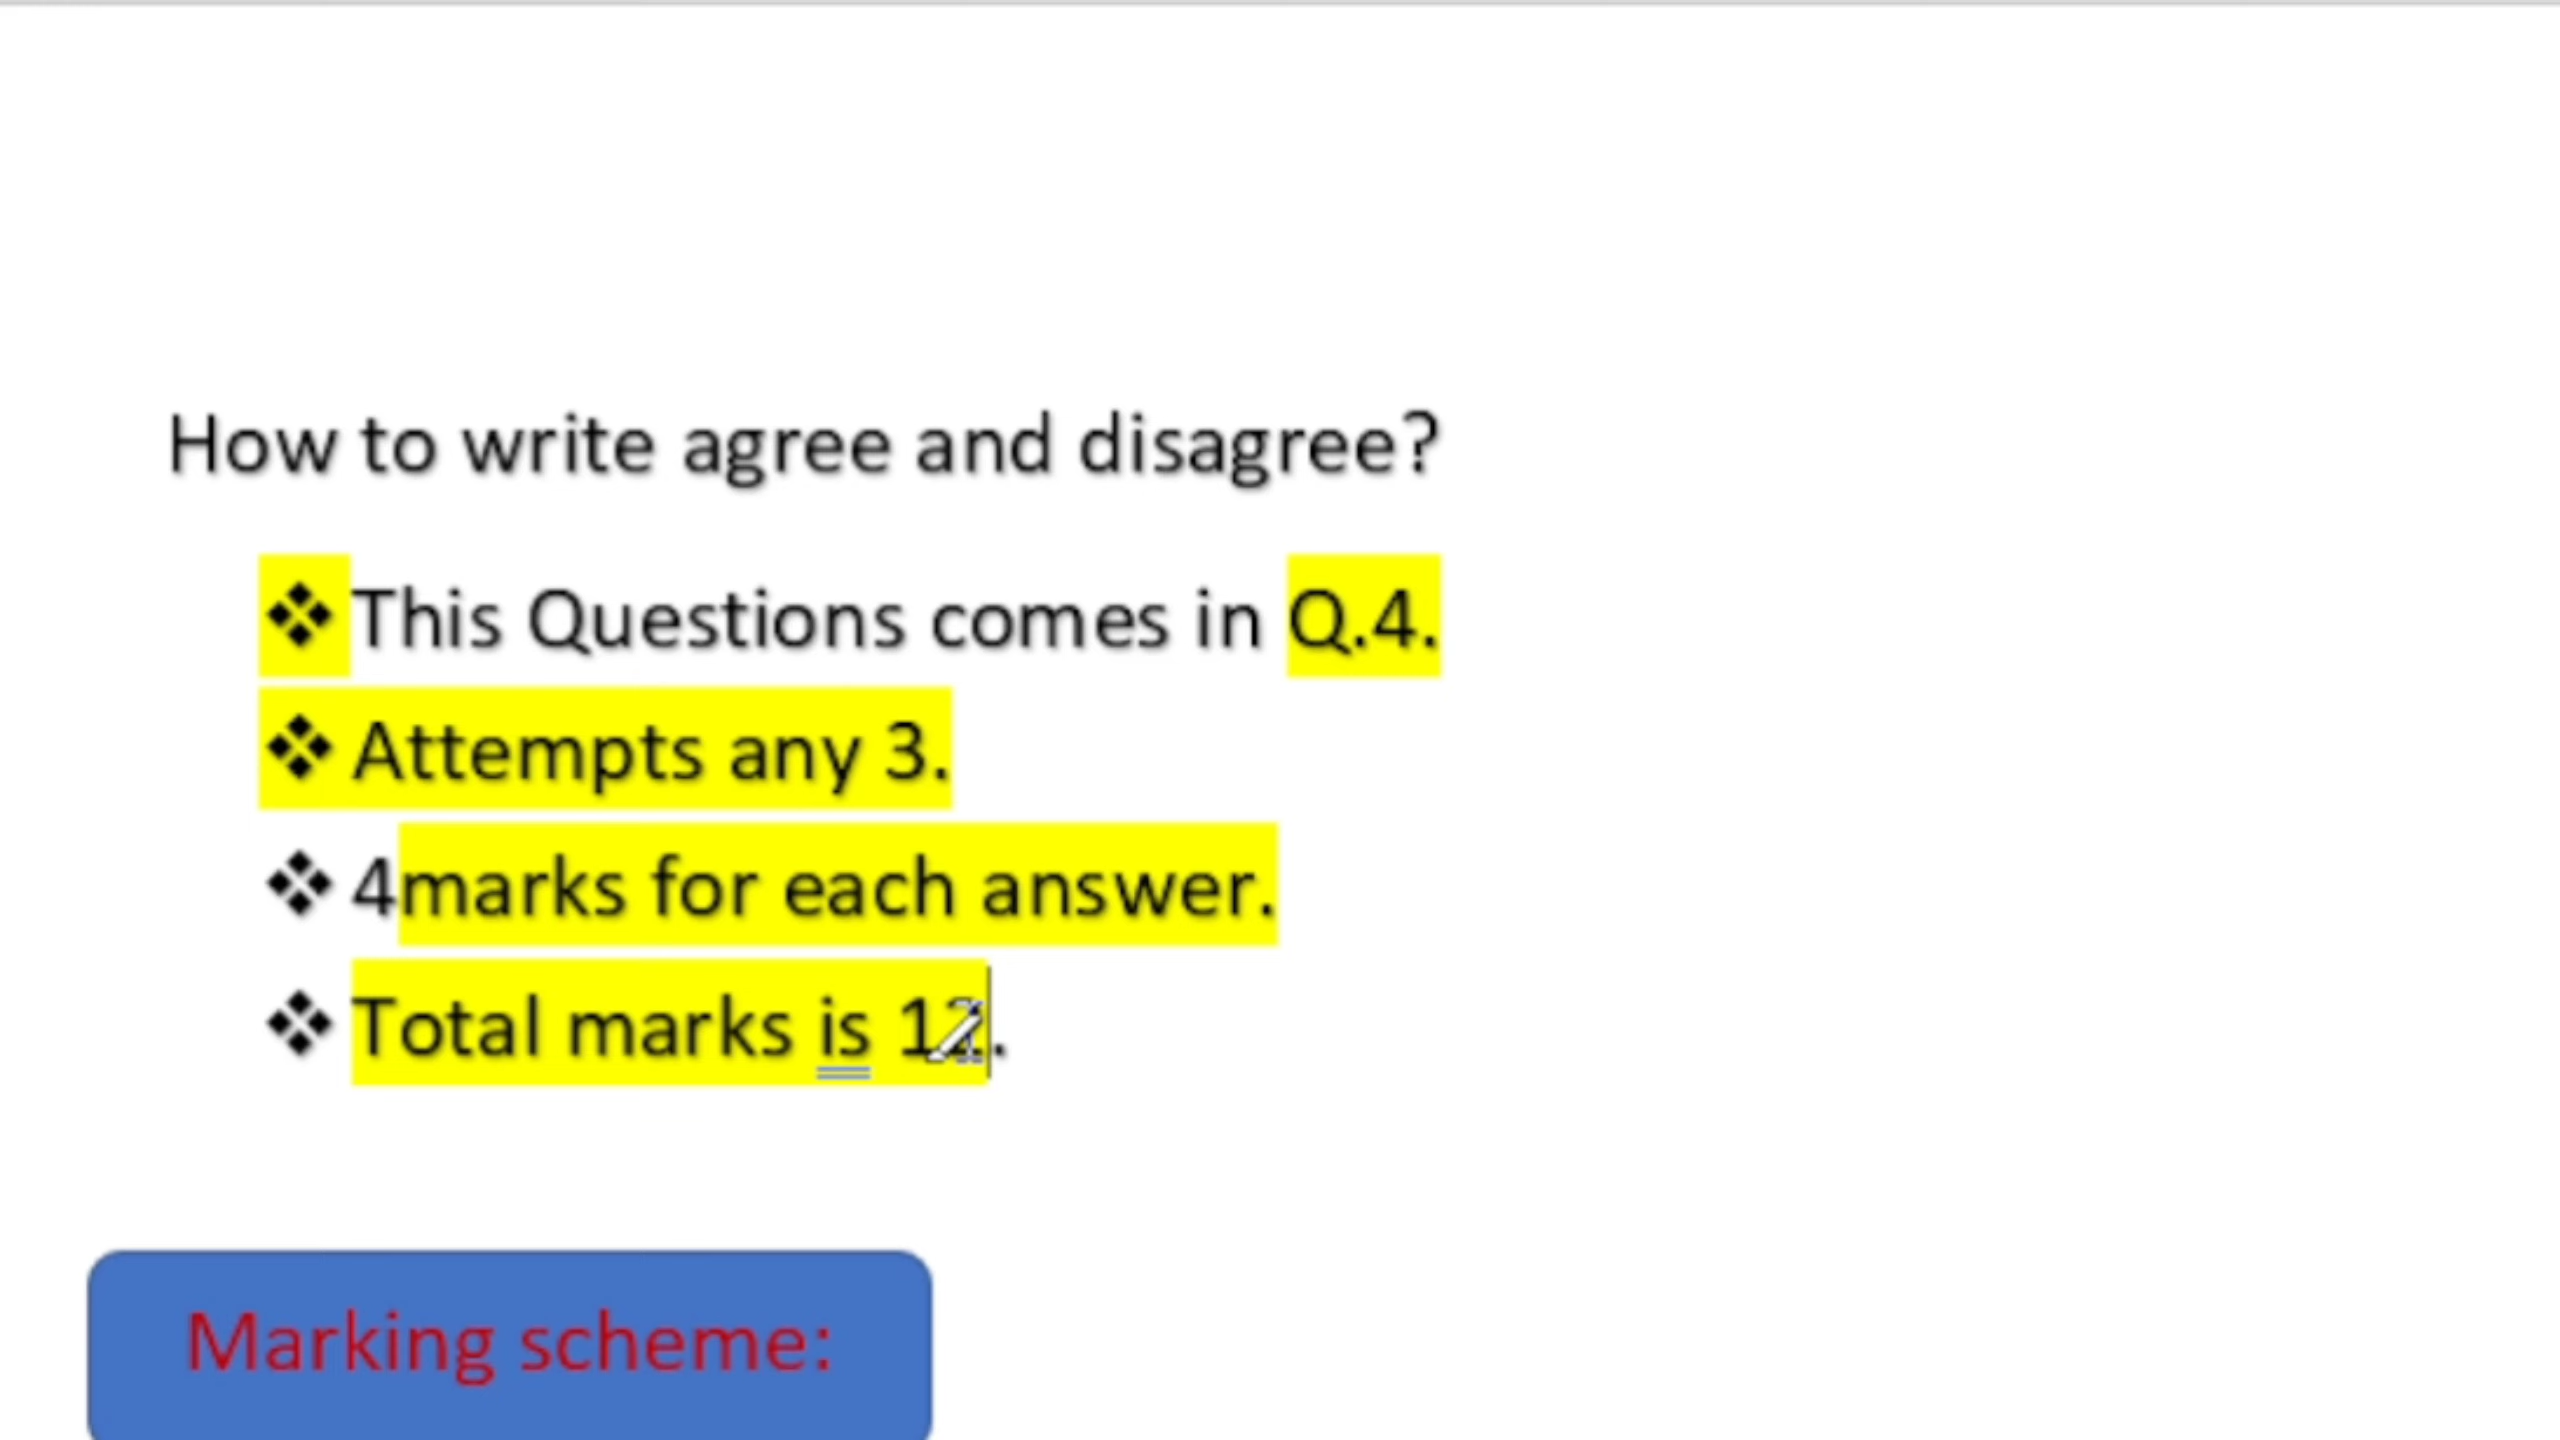 How to write agree and disagree?
❖ This Questions comes in Q.4.
❖ Attempts any 3.
❖ 4marks for each answer.
❖ Total marks is 12.
Marking scheme: